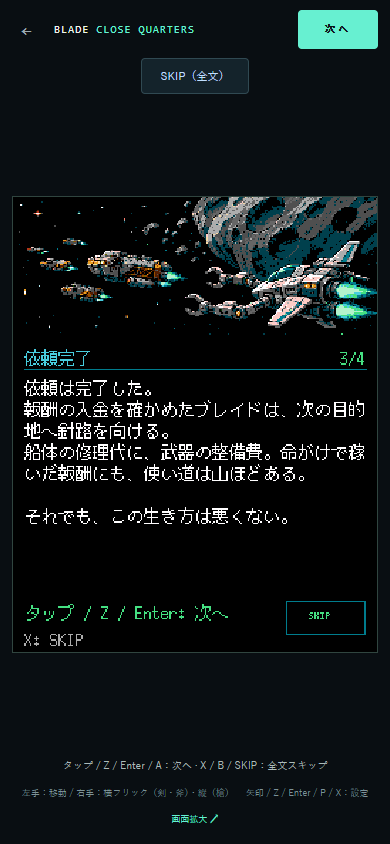 ← BLADE CLOSE QUARTERS
次へ
SKIP（全文）
依頼完了 3/4
依頼は完了した。
報酬の入金を確かめたブレイドは、次の目的
地へ針路を向ける。
船体の修理代に、武器の整備費。命がけで稼
いだ報酬にも、使い道は山ほどある。
それでも、この生き方は悪くない。
タップ / Z / Enter: 次へ
SKIP
X: SKIP
タップ / Z / Enter / A：次へ · X / B / SKIP：全文スキップ
左手：移動 / 右手：横フリック（剣・斧）・縦（槍） 矢印 / Z / Enter / P / X：設定
画面拡大 ⤢